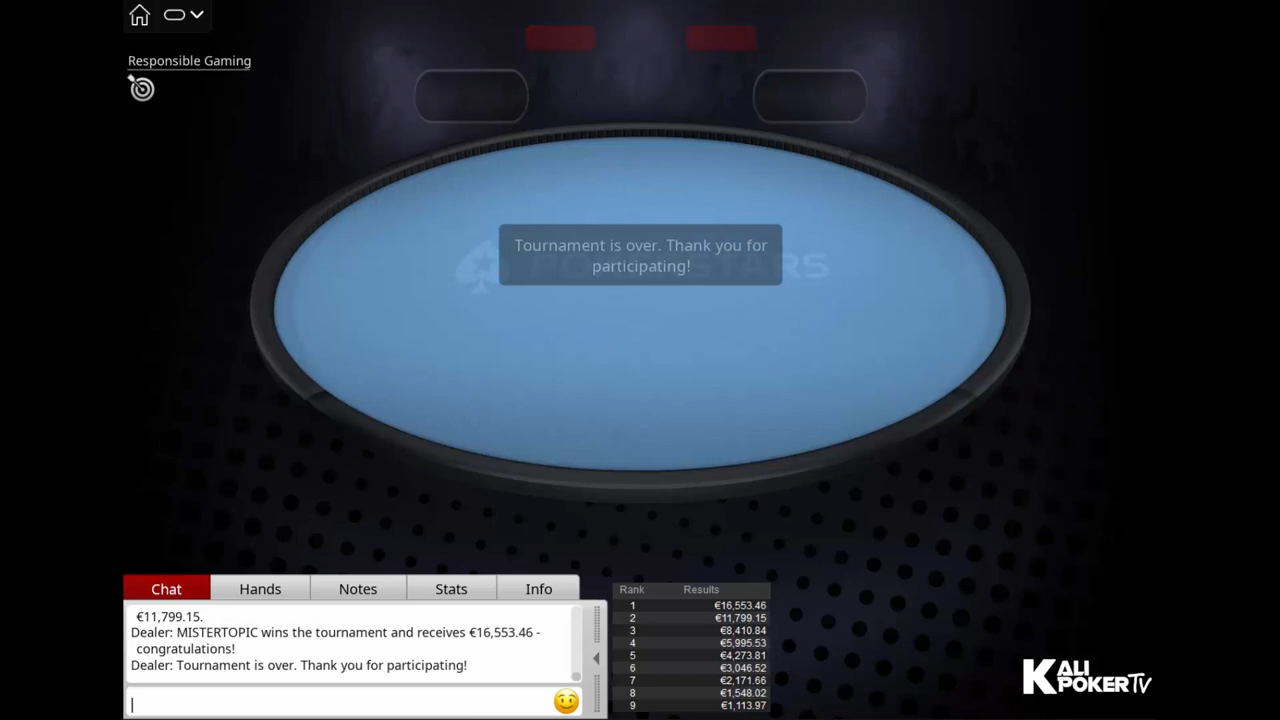 Responsible Gaming
Tournament is over. Thank you for
participating!
Chat Hands Notes Stats Info
€11,799.15.
Dealer: MISTERTOPIC wins the tournament and receives €16,553.46 -
congratulations!
Dealer: Tournament is over. Thank you for participating!
Rank Results
1 €16,553.46
2 €11,799.15
3 €8,410.84
4 €5,995.53
5 €4,273.81
6 €3,046.52
7 €2,171.66
8 €1,548.02
9 €1,113.97
KALI
POKERTV